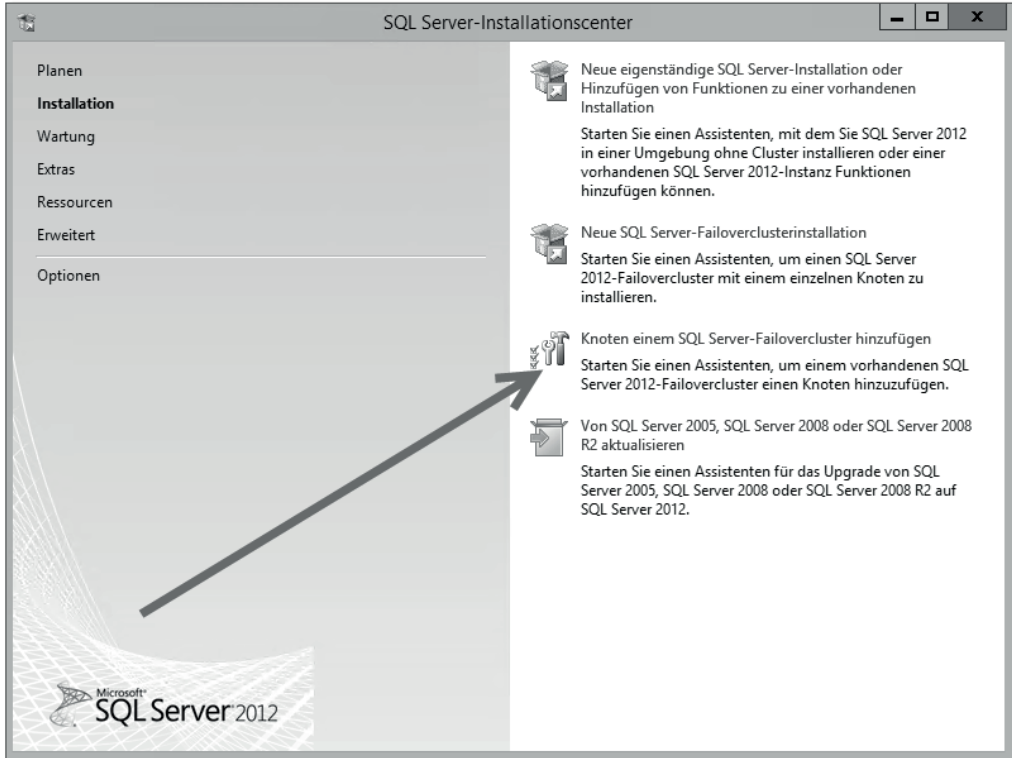 SQL Server-Installationscenter
Planen
Installation
Wartung
Extras
Ressourcen
Erweitert
Optionen
Neue eigenständige SQL Server-Installation oder
Hinzufügen von Funktionen zu einer vorhandenen
Installation
Starten Sie einen Assistenten, mit dem Sie SQL Server 2012
in einer Umgebung ohne Cluster installieren oder einer
vorhandenen SQL Server 2012-Instanz Funktionen
hinzufügen können.
Neue SQL Server-Failoverclusterinstallation
Starten Sie einen Assistenten, um einen SQL Server
2012-Failovercluster mit einem einzelnen Knoten zu
installieren.
Knoten einem SQL Server-Failovercluster hinzufügen
Starten Sie einen Assistenten, um einem vorhandenen SQL
Server 2012-Failovercluster einen Knoten hinzuzufügen.
Von SQL Server 2005, SQL Server 2008 oder SQL Server 2008
R2 aktualisieren
Starten Sie einen Assistenten für das Upgrade von SQL
Server 2005, SQL Server 2008 oder SQL Server 2008 R2 auf
SQL Server 2012.
Microsoft®
SQL Server 2012